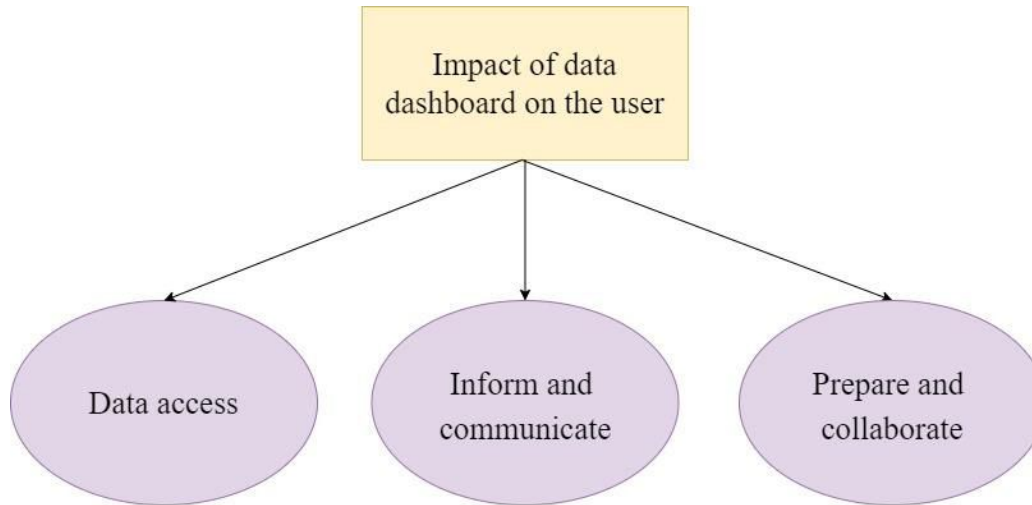 Impact of data
dashboard on the user
Data access
Inform and
communicate
Prepare and
collaborate